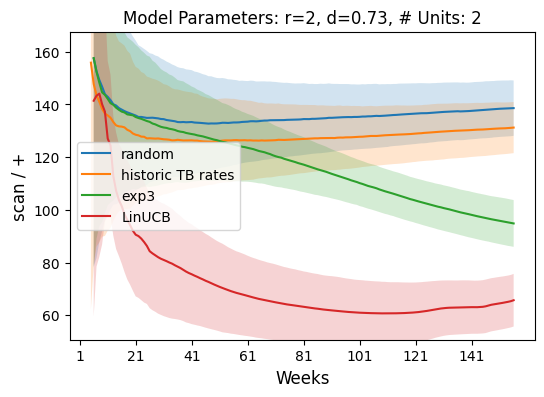 Model Parameters: r=2, d=0.73, # Units: 2
scan / +
160
140
120
100
80
60
random
historic TB rates
exp3
LinUCB
1 21 41 61 81 101 121 141
Weeks